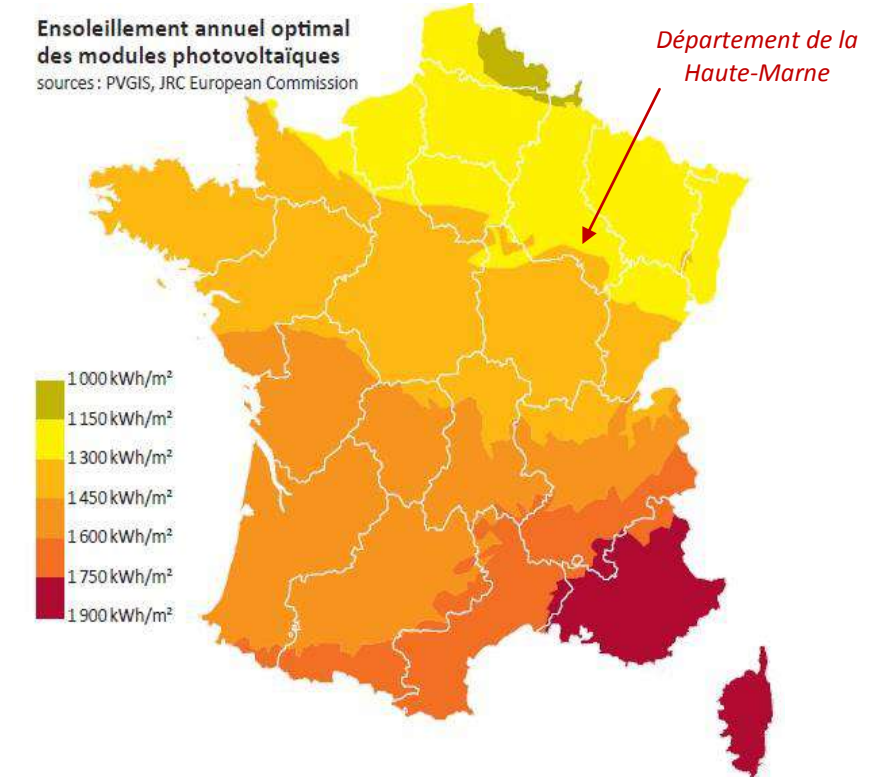 Ensoleillement annuel optimal
des modules photovoltaïques
sources : PVGIS, JRC European Commission
Département de la
Haute-Marne
1 000 kWh/m²
1 150 kWh/m²
1 300 kWh/m²
1 450 kWh/m²
1 600 kWh/m²
1 750 kWh/m²
1 900 kWh/m²